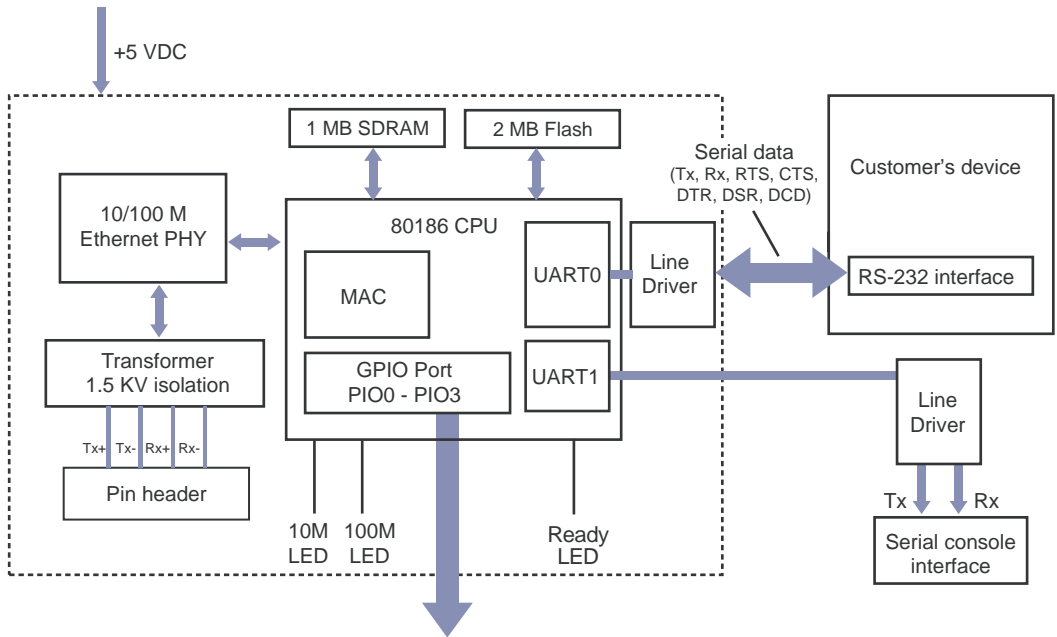 +5 VDC
1 MB SDRAM
2 MB Flash
Serial data
(Tx, Rx, RTS, CTS,
DTR, DSR, DCD)
Customer's device
10/100 M
Ethernet PHY
80186 CPU
MAC
UART0
Line
Driver
RS-232 interface
Transformer
1.5 KV isolation
GPIO Port
PIO0 - PIO3
UART1
Line
Driver
Tx+
Tx-
Rx+
Rx-
Pin header
10M
LED
100M
LED
Ready
LED
Tx
Rx
Serial console
interface